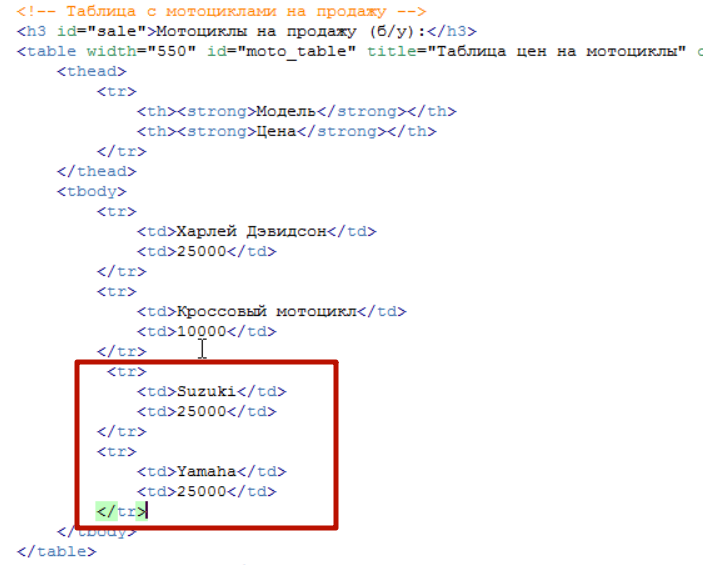 <!-- Таблица с мотоциклами на продажу -->
<h3 id="sale">Мотоциклы на продажу (б/у):</h3>
<table width="550" id="moto_table" title="Таблица цен на мотоциклы"
<thead>
<tr>
<th><strong>Модель</strong></th>
<th><strong>Цена</strong></th>
</tr>
</thead>
<tbody>
<tr>
<td>Харлей Дэвидсон</td>
<td>25000</td>
</tr>
<tr>
<td>Кроссовый мотоцикл</td>
<td>10000</td>
</tr>
<tr>
<td>Suzuki</td>
<td>25000</td>
</tr>
<tr>
<td>Yamaha</td>
<td>25000</td>
</tr>
</tbody>
</table>